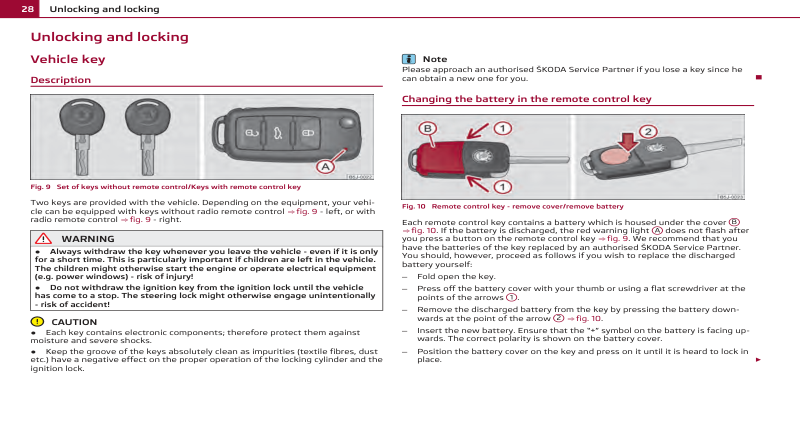 28 Unlocking and locking
Unlocking and locking
Vehicle key
Description
A
Fig. 9 Set of keys without remote control/Keys with remote control key
Two keys are provided with the vehicle. Depending on the equipment, your vehi-
cle can be equipped with keys without radio remote control ⇒ fig. 9 - left, or with
radio remote control ⇒ fig. 9 - right.
WARNING
● Always withdraw the key whenever you leave the vehicle - even if it is only
for a short time. This is particularly important if children are left in the vehicle.
The children might otherwise start the engine or operate electrical equipment
(e.g. power windows) - risk of injury!
● Do not withdraw the ignition key from the ignition lock until the vehicle
has come to a stop. The steering lock might otherwise engage unintentionally
- risk of accident!
CAUTION
● Each key contains electronic components; therefore protect them against
moisture and severe shocks.
● Keep the groove of the keys absolutely clean as impurities (textile fibres, dust
etc.) have a negative effect on the proper operation of the locking cylinder and the
ignition lock.
i Note
Please approach an authorised ŠKODA Service Partner if you lose a key since he
can obtain a new one for you.
Changing the battery in the remote control key
B 1 1 2
Fig. 10 Remote control key - remove cover/remove battery
Each remote control key contains a battery which is housed under the cover B
⇒ fig. 10. If the battery is discharged, the red warning light A does not flash after
you press a button on the remote control key ⇒ fig. 9. We recommend that you
have the batteries of the key replaced by an authorised ŠKODA Service Partner.
You should, however, proceed as follows if you wish to replace the discharged
battery yourself:
– Fold open the key.
– Press off the battery cover with your thumb or using a flat screwdriver at the
points of the arrows 1.
– Remove the discharged battery from the key by pressing the battery down-
wards at the point of the arrow 2 ⇒ fig. 10.
– Insert the new battery. Ensure that the "+" symbol on the battery is facing up-
wards. The correct polarity is shown on the battery cover.
– Position the battery cover on the key and press on it until it is heard to lock in
place.